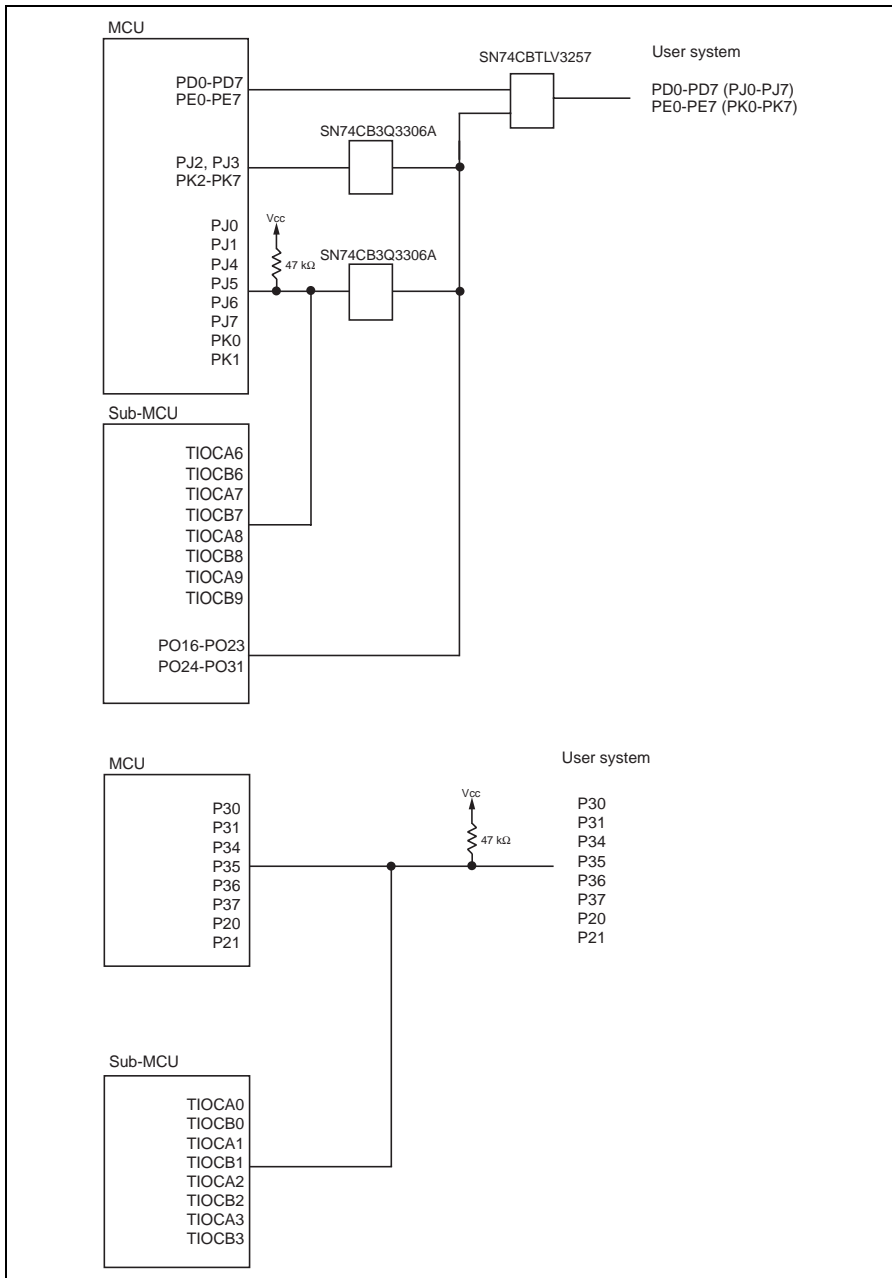 MCU
PD0-PD7
PE0-PE7
PJ2, PJ3
PK2-PK7
PJ0
PJ1
PJ4
PJ5
PJ6
PJ7
PK0
PK1
SN74CB3Q3306A
Vcc
47 kΩ
SN74CB3Q3306A
SN74CBTLV3257
User system
PD0-PD7 (PJ0-PJ7)
PE0-PE7 (PK0-PK7)
Sub-MCU
TIOCA6
TIOCB6
TIOCA7
TIOCB7
TIOCA8
TIOCB8
TIOCA9
TIOCB9
PO16-PO23
PO24-PO31
MCU
P30
P31
P34
P35
P36
P37
P20
P21
Vcc
47 kΩ
User system
P30
P31
P34
P35
P36
P37
P20
P21
Sub-MCU
TIOCA0
TIOCB0
TIOCA1
TIOCB1
TIOCA2
TIOCB2
TIOCA3
TIOCB3